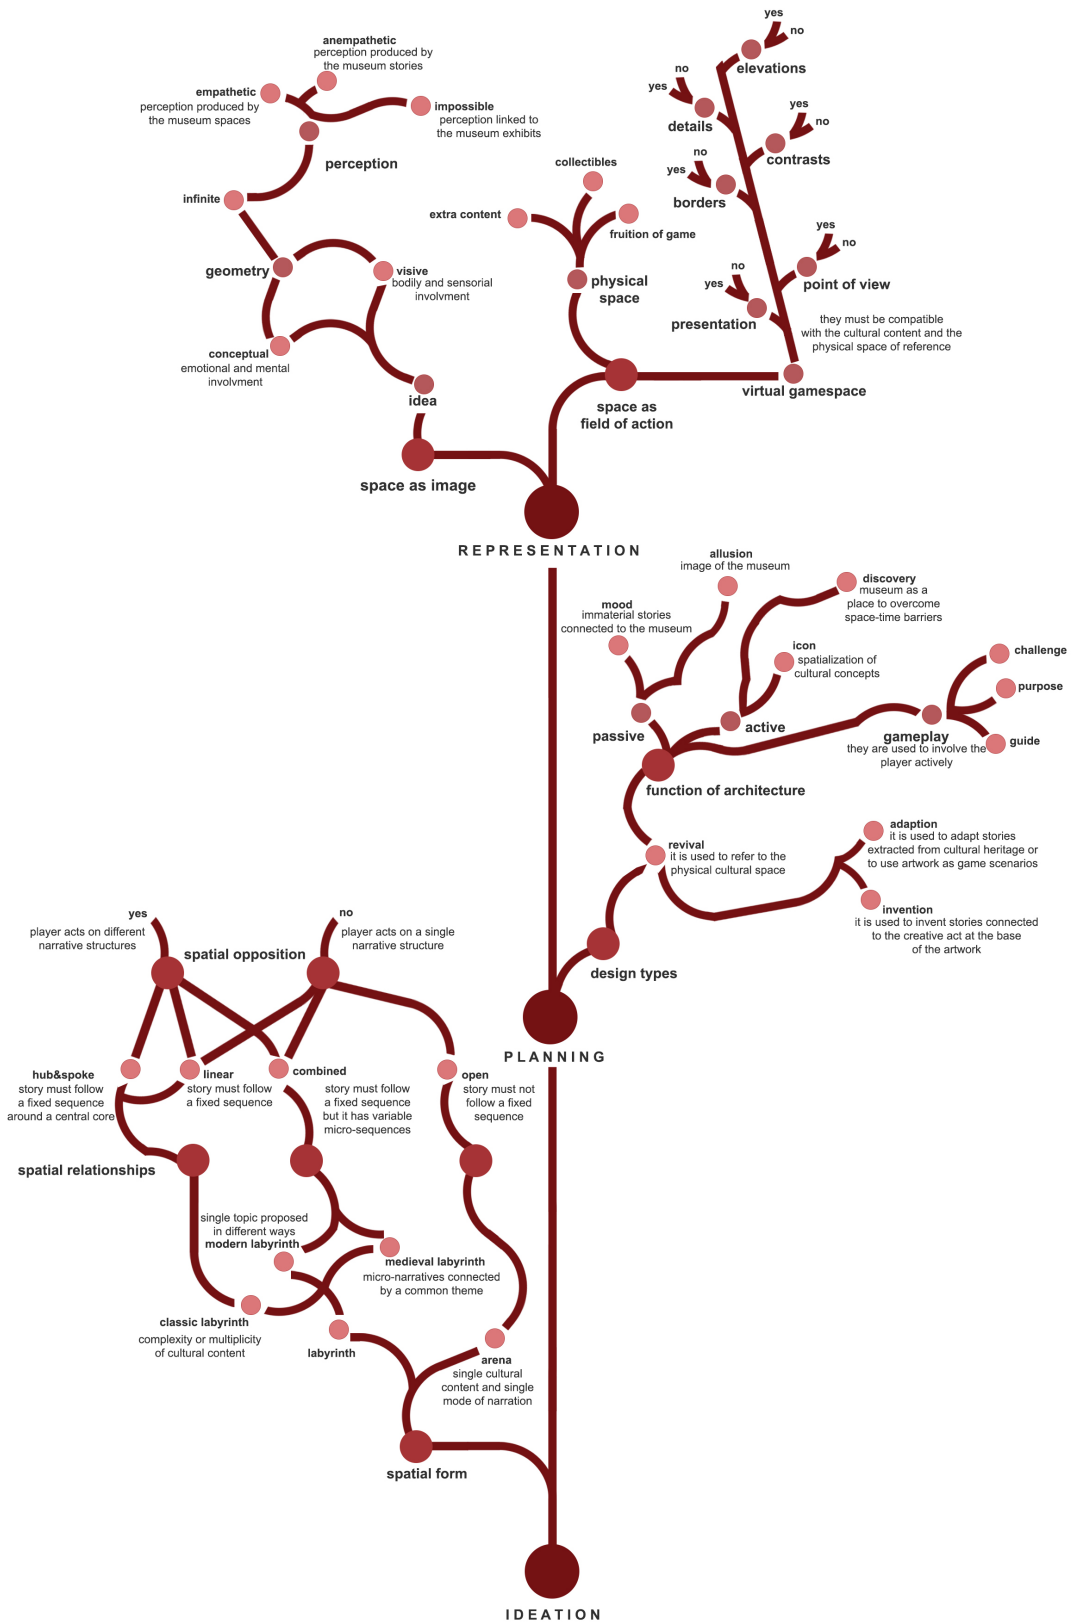 yes
no
elevations
anempathetic
perception produced by
the museum stories
empathetic
perception produced by
the museum spaces
impossible
perception linked to
the museum exhibits
perception
no
yes
details
yes
no
contrasts
no
yes
borders
collectibles
extra content
fruition of game
infinite
geometry
visive
bodily and sensorial
involvment
physical
space
yes
no
point of view
no
yes
presentation
they must be compatible
with the cultural content and the
physical space of reference
conceptual
emotional and mental
involvment
idea
virtual gamespace
space as
field of action
space as image
REPRESENTATION
allusion
image of the museum
mood
immaterial stories
connected to the museum
discovery
museum as a
place to overcome
space-time barriers
icon
spatialization of
cultural concepts
challenge
purpose
guide
passive
active
gameplay
they are used to involve the
player actively
function of architecture
revival
it is used to refer to the
physical cultural space
adaption
it is used to adapt stories
extracted from cultural heritage or
to use artwork as game scenarios
invention
it is used to invent stories connected
to the creative act at the base
of the artwork
design types
PLANNING
yes
player acts on different
narrative structures
no
player acts on a single
narrative structure
spatial opposition
hub&spoke
story must follow
a fixed sequence
around a central core
linear
story must follow
a fixed sequence
combined
story must follow
a fixed sequence
but it has variable
micro-sequences
open
story must not
follow a fixed
sequence
spatial relationships
single topic proposed
in different ways
modern labyrinth
medieval labyrinth
micro-narratives connected
by a common theme
classic labyrinth
complexity or multiplicity
of cultural content
labyrinth
arena
single cultural
content and single
mode of narration
spatial form
IDEATION